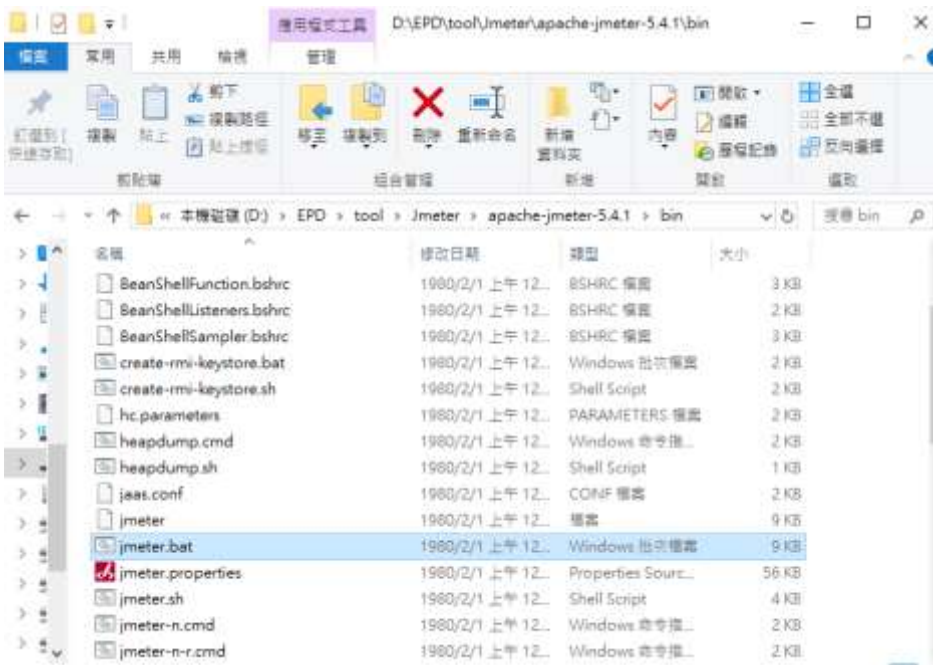 應用程式工具 D:\EPD\tool\Jmeter\apache-jmeter-5.4.1\bin
檔案 常用 共用 檢視 管理
釘選到 [快速存取]
複製
貼上
剪下
複製路徑
貼上捷徑
移至 複製到 刪除 重新命名
新增資料夾
內容
開啟
編輯
歷程記錄
全選
全部不選
反向選擇
剪貼簿 組合管理 新增 開啟 選取
« 本機磁碟 (D:) › EPD › tool › Jmeter › apache-jmeter-5.4.1 › bin 搜尋 bin
名稱 修改日期 類型 大小
BeanShellFunction.bshrc 1980/2/1 上午 12... BSHRC 檔案 3 KB
BeanShellListeners.bshrc 1980/2/1 上午 12... BSHRC 檔案 2 KB
BeanShellSampler.bshrc 1980/2/1 上午 12... BSHRC 檔案 3 KB
create-rmi-keystore.bat 1980/2/1 上午 12... Windows 批次檔案 2 KB
create-rmi-keystore.sh 1980/2/1 上午 12... Shell Script 2 KB
hc.parameters 1980/2/1 上午 12... PARAMETERS 檔案 2 KB
heapdump.cmd 1980/2/1 上午 12... Windows 命令指... 2 KB
heapdump.sh 1980/2/1 上午 12... Shell Script 1 KB
jaas.conf 1980/2/1 上午 12... CONF 檔案 2 KB
jmeter 1980/2/1 上午 12... 檔案 9 KB
jmeter.bat 1980/2/1 上午 12... Windows 批次檔案 9 KB
jmeter.properties 1980/2/1 上午 12... Properties Sourc... 56 KB
jmeter.sh 1980/2/1 上午 12... Shell Script 4 KB
jmeter-n.cmd 1980/2/1 上午 12... Windows 命令指... 2 KB
jmeter-n-r.cmd 1980/2/1 上午 12... Windows 命令指... 2 KB